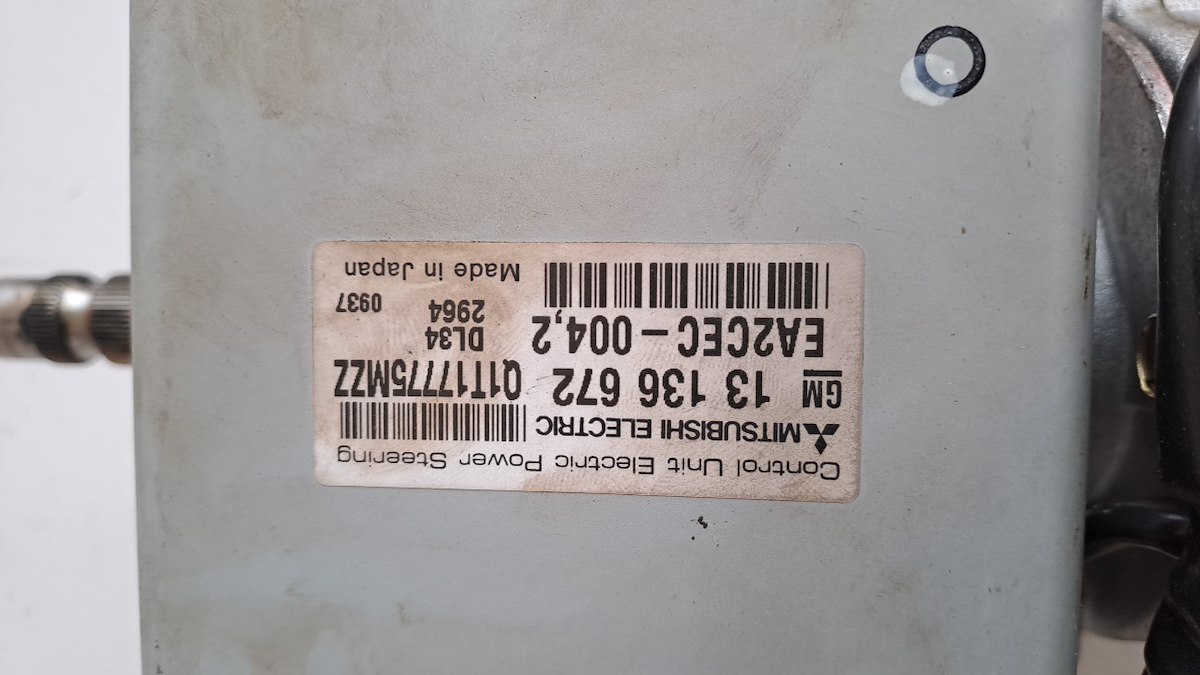 Control Unit Electric Power Steering
MITSUBISHI ELECTRIC
GM 13 136 672
Q1T17775MZZ
EA2CEC-004,2
DL34
2964
0937
Made in Japan